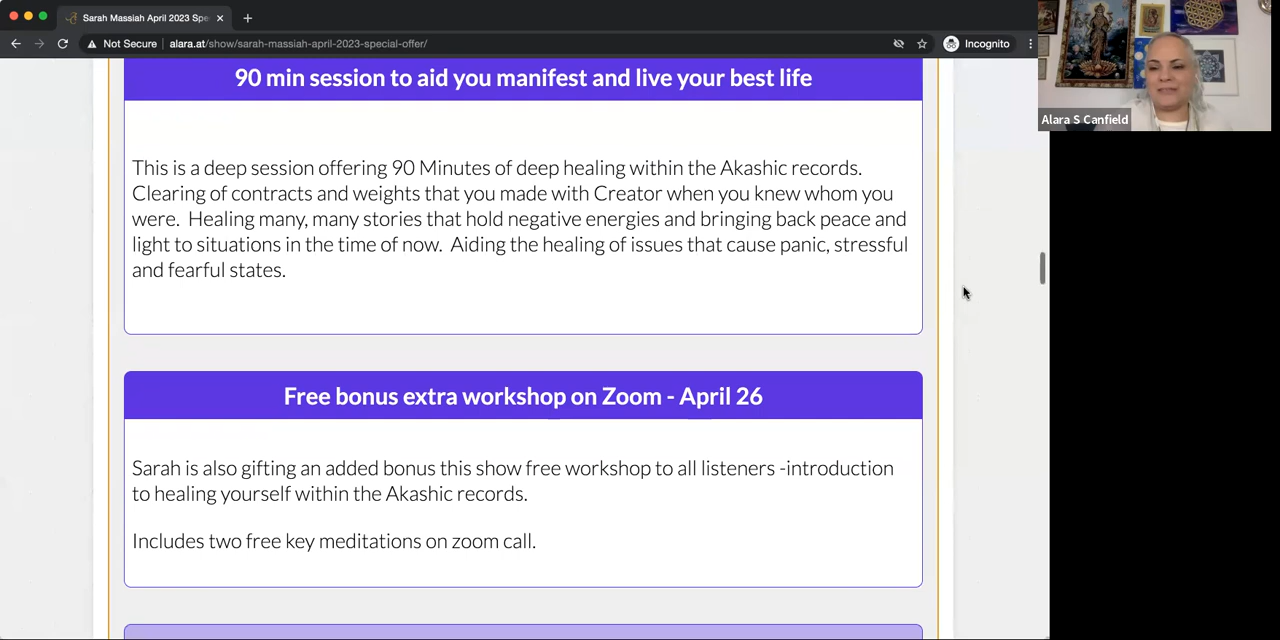 Sarah Massiah April 2023 Spe
Not Secure
alara.at/show/sarah-massiah-april-2023-special-offer/
Incognito
Alara S Canfield
90 min session to aid you manifest and live your best life
This is a deep session offering 90 Minutes of deep healing within the Akashic records.
Clearing of contracts and weights that you made with Creator when you knew whom you
were.  Healing many, many stories that hold negative energies and bringing back peace and
light to situations in the time of now.  Aiding the healing of issues that cause panic, stressful
and fearful states.
Free bonus extra workshop on Zoom - April 26
Sarah is also gifting an added bonus this show free workshop to all listeners -introduction
to healing yourself within the Akashic records.
Includes two free key meditations on zoom call.